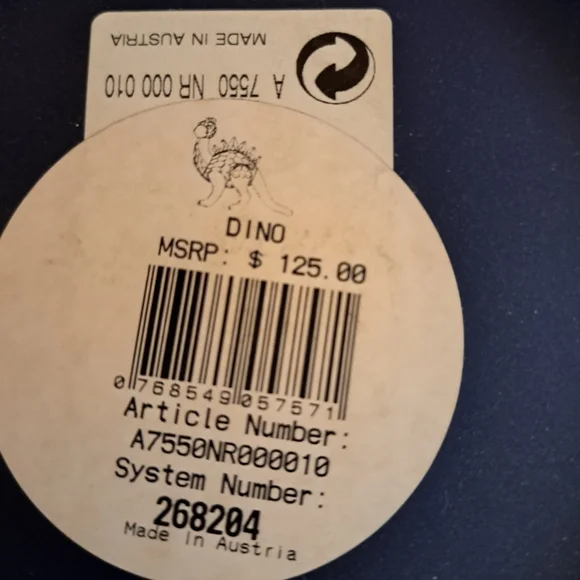 MADE IN AUSTRIA
A 7550 NR 000 010
DINO
MSRP: $ 125.00
0 768549 057571
Article Number:
A7550NR000010
System Number:
268204
Made In Austria